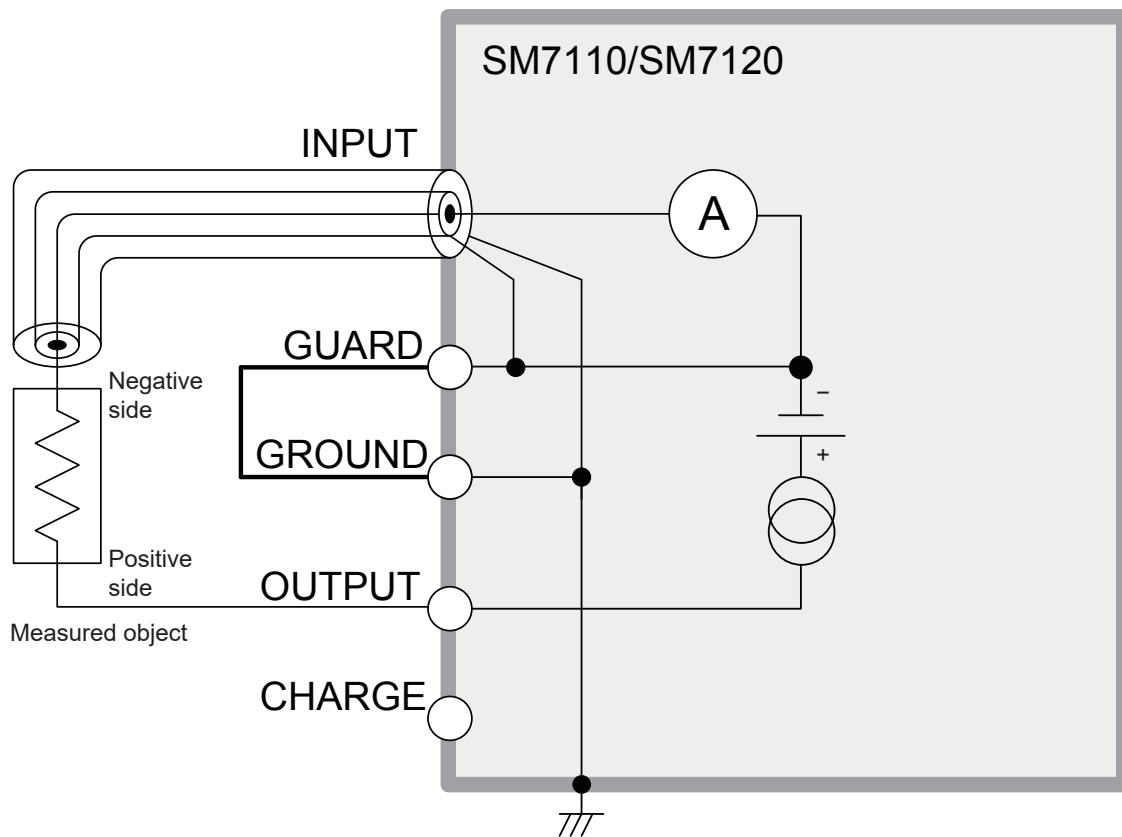 SM7110/SM7120
INPUT
A
GUARD
Negative
side
−
+
GROUND
Positive
side
OUTPUT
Measured object
CHARGE